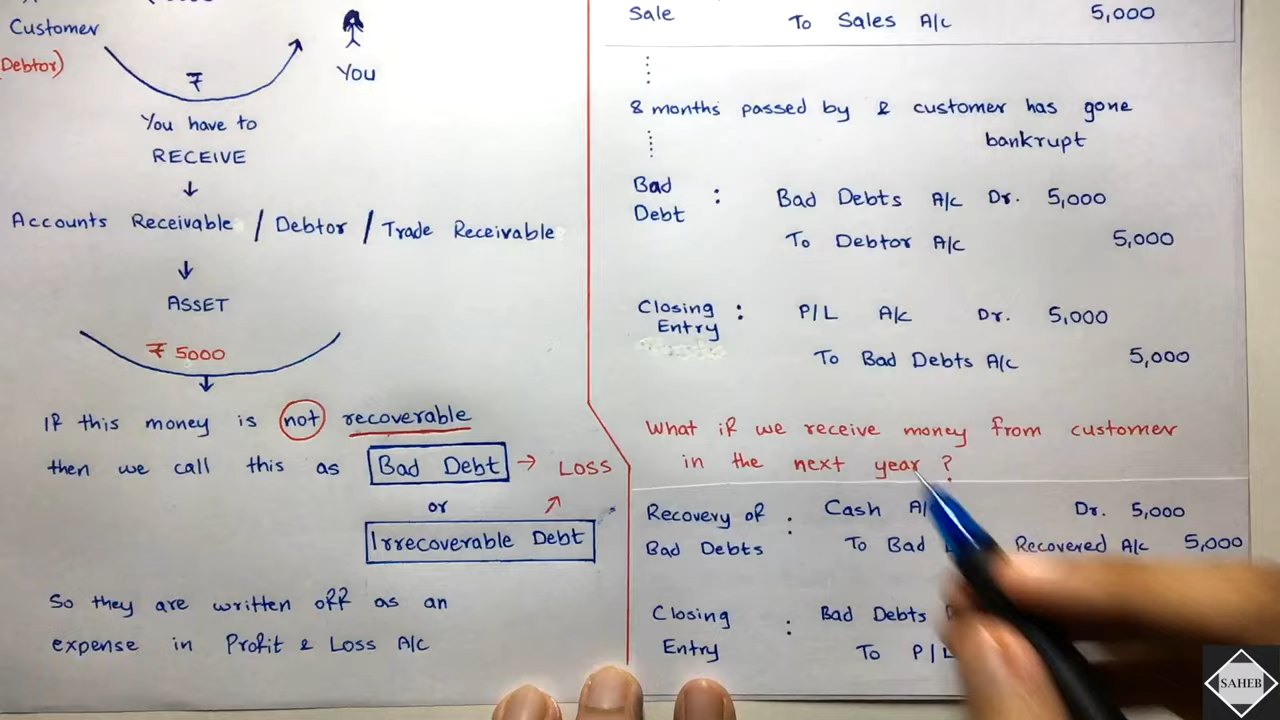 Customer
Debtor)
₹
You
You have to
RECEIVE
Accounts Receivable / Debtor / Trade Receivable
ASSET
₹ 5000
If this money is not recoverable
then we call this as Bad Debt → LOSS
or
Irrecoverable Debt
So they are written off as an
expense in Profit & Loss A/c
Sale To Sales A/c 5,000
8 months passed by & customer has gone
bankrupt
Bad Debt : Bad Debts A/c Dr. 5,000
To Debtor A/c 5,000
Closing Entry : P/L A/c Dr. 5,000
To Bad Debts A/c 5,000
What if we receive money from customer
in the next year ?
Recovery of Bad Debts : Cash Dr. 5,000
To Bad Recovered A/c 5,000
Closing Entry : Bad Debts
To P/L
SAHEB